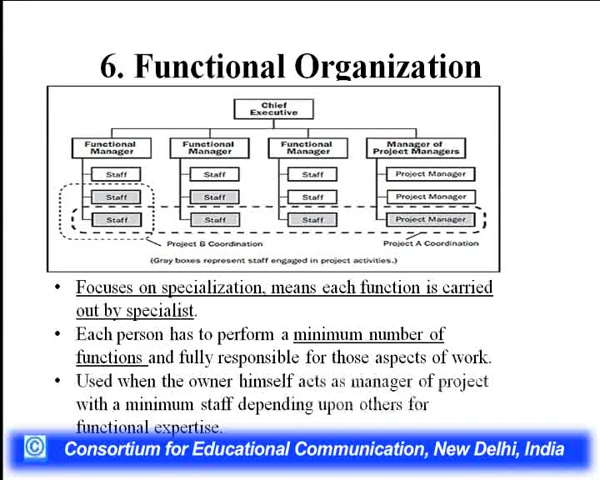 6. Functional Organization
Chief
Executive
Functional
Manager
Functional
Manager
Functional
Manager
Manager of
Project Managers
Staff
Staff
Staff
Project Manager
Staff
Staff
Staff
Project Manager
Staff
Staff
Staff
Project Manager
Project B Coordination
Project A Coordination
(Gray boxes represent staff engaged in project activities.)
• Focuses on specialization, means each function is carried
out by specialist.
• Each person has to perform a minimum number of
functions and fully responsible for those aspects of work.
• Used when the owner himself acts as manager of project
with a minimum staff depending upon others for
functional expertise.
© Consortium for Educational Communication, New Delhi, India